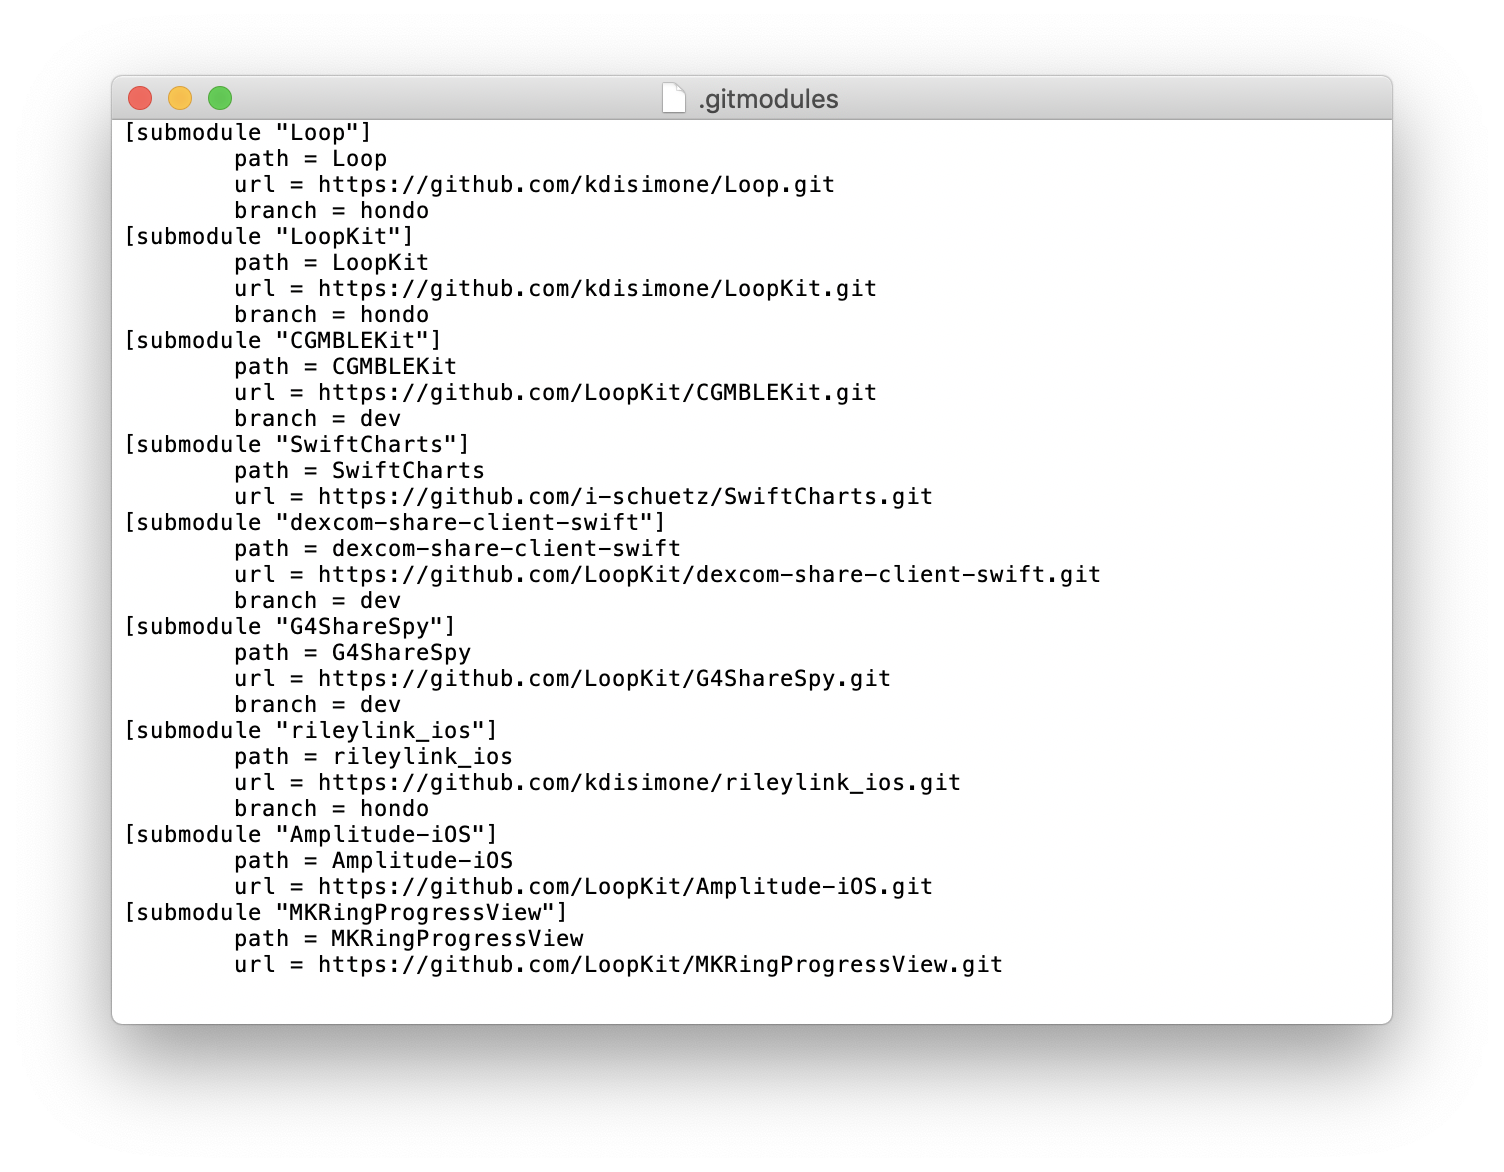 .gitmodules
[submodule "Loop"]
        path = Loop
        url = https://github.com/kdisimone/Loop.git
        branch = hondo
[submodule "LoopKit"]
        path = LoopKit
        url = https://github.com/kdisimone/LoopKit.git
        branch = hondo
[submodule "CGMBLEKit"]
        path = CGMBLEKit
        url = https://github.com/LoopKit/CGMBLEKit.git
        branch = dev
[submodule "SwiftCharts"]
        path = SwiftCharts
        url = https://github.com/i-schuetz/SwiftCharts.git
[submodule "dexcom-share-client-swift"]
        path = dexcom-share-client-swift
        url = https://github.com/LoopKit/dexcom-share-client-swift.git
        branch = dev
[submodule "G4ShareSpy"]
        path = G4ShareSpy
        url = https://github.com/LoopKit/G4ShareSpy.git
        branch = dev
[submodule "rileylink_ios"]
        path = rileylink_ios
        url = https://github.com/kdisimone/rileylink_ios.git
        branch = hondo
[submodule "Amplitude-iOS"]
        path = Amplitude-iOS
        url = https://github.com/LoopKit/Amplitude-iOS.git
[submodule "MKRingProgressView"]
        path = MKRingProgressView
        url = https://github.com/LoopKit/MKRingProgressView.git